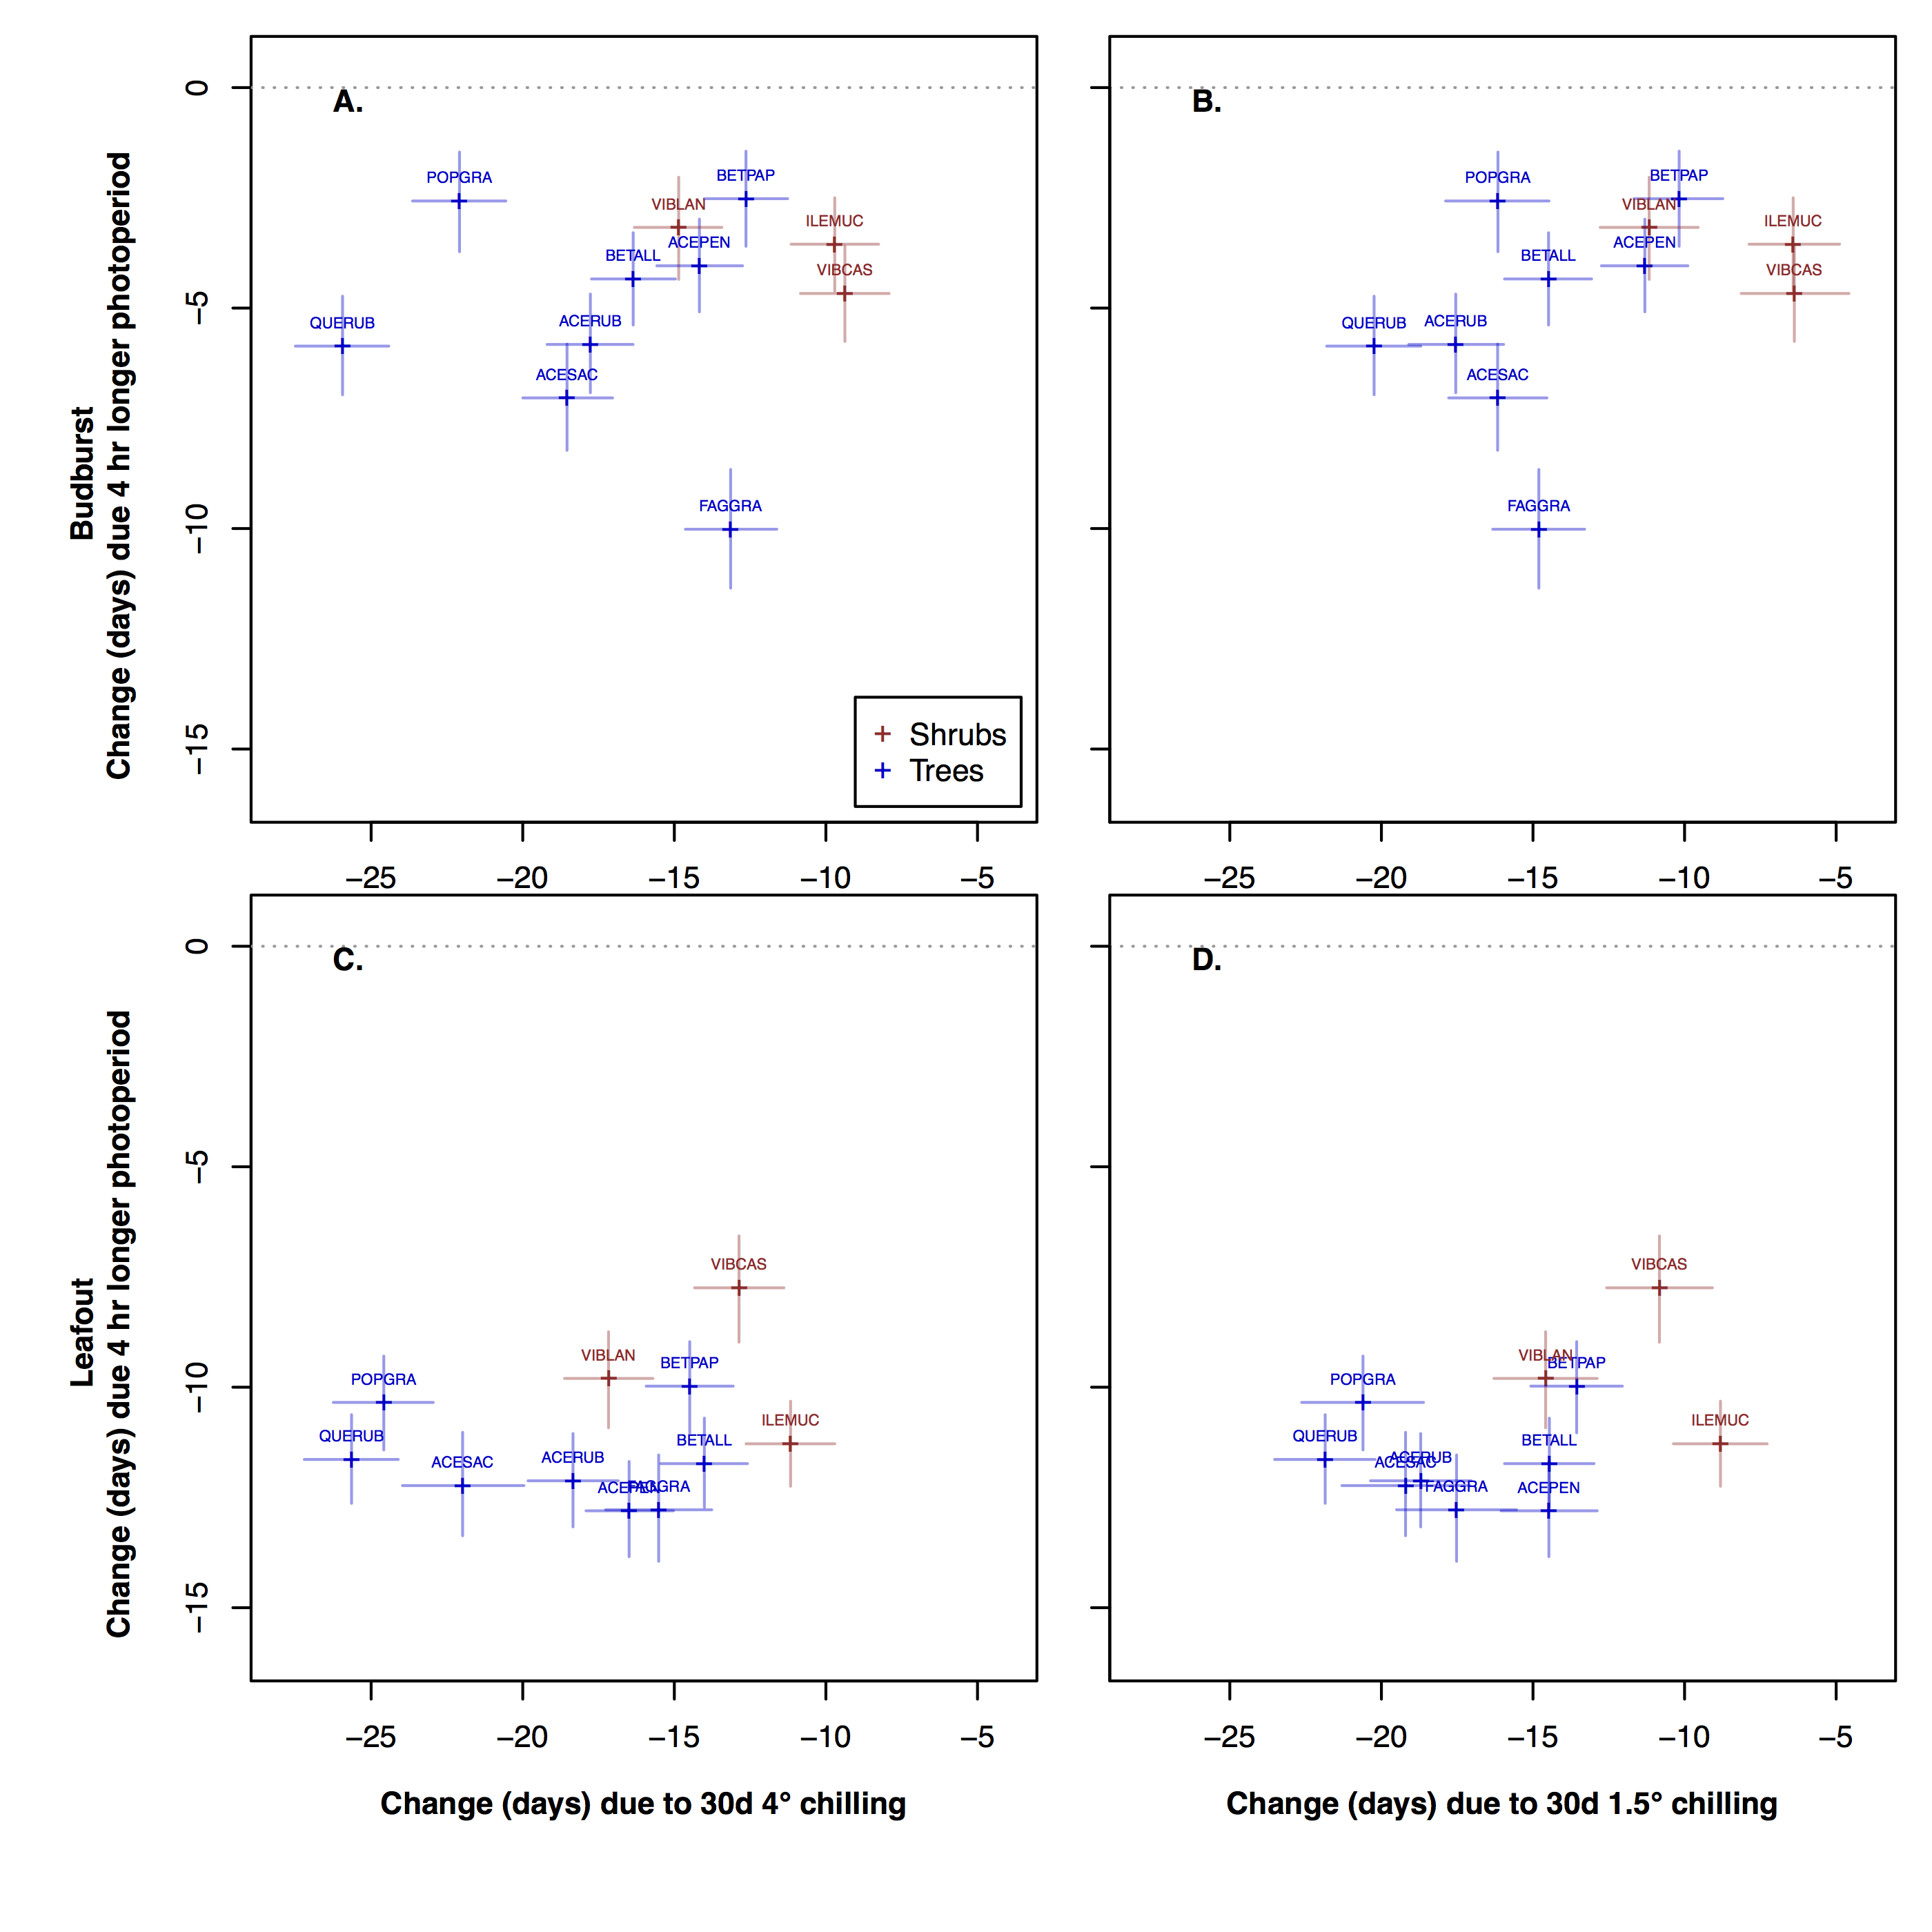 Budburst
Change (days) due 4 hr longer photoperiod
0
−5
−10
−15
A.
POPGRA
BETPAP
VIBLAN
ILEMUC
ACEPEN
BETALL
VIBCAS
QUERUB
ACERUB
ACESAC
FAGGRA
Shrubs
Trees
−25 −20 −15 −10 −5
B.
POPGRA
BETPAP
VIBLAN
ILEMUC
ACEPEN
BETALL
VIBCAS
QUERUB
ACERUB
ACESAC
FAGGRA
−25 −20 −15 −10 −5
Leafout
Change (days) due 4 hr longer photoperiod
0
−5
−10
−15
C.
VIBCAS
VIBLAN
BETPAP
POPGRA
ILEMUC
QUERUB
BETALL
ACERUB
ACESAC
ACEPEN
FAGGRA
−25 −20 −15 −10 −5
Change (days) due to 30d 4° chilling
D.
VIBCAS
VIBLAN
BETPAP
POPGRA
ILEMUC
QUERUB
BETALL
ACERUB
ACESAC
FAGGRA
ACEPEN
−25 −20 −15 −10 −5
Change (days) due to 30d 1.5° chilling